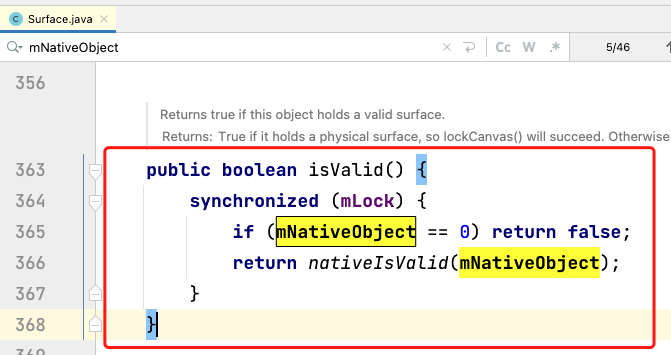 Surface.java
mNativeObject
Cc W .* 5/46
356
Returns true if this object holds a valid surface.
Returns: True if it holds a physical surface, so lockCanvas() will succeed. Otherwise
363 public boolean isValid() {
364 synchronized (mLock) {
365 if (mNativeObject == 0) return false;
366 return nativeIsValid(mNativeObject);
367 }
368 }
369